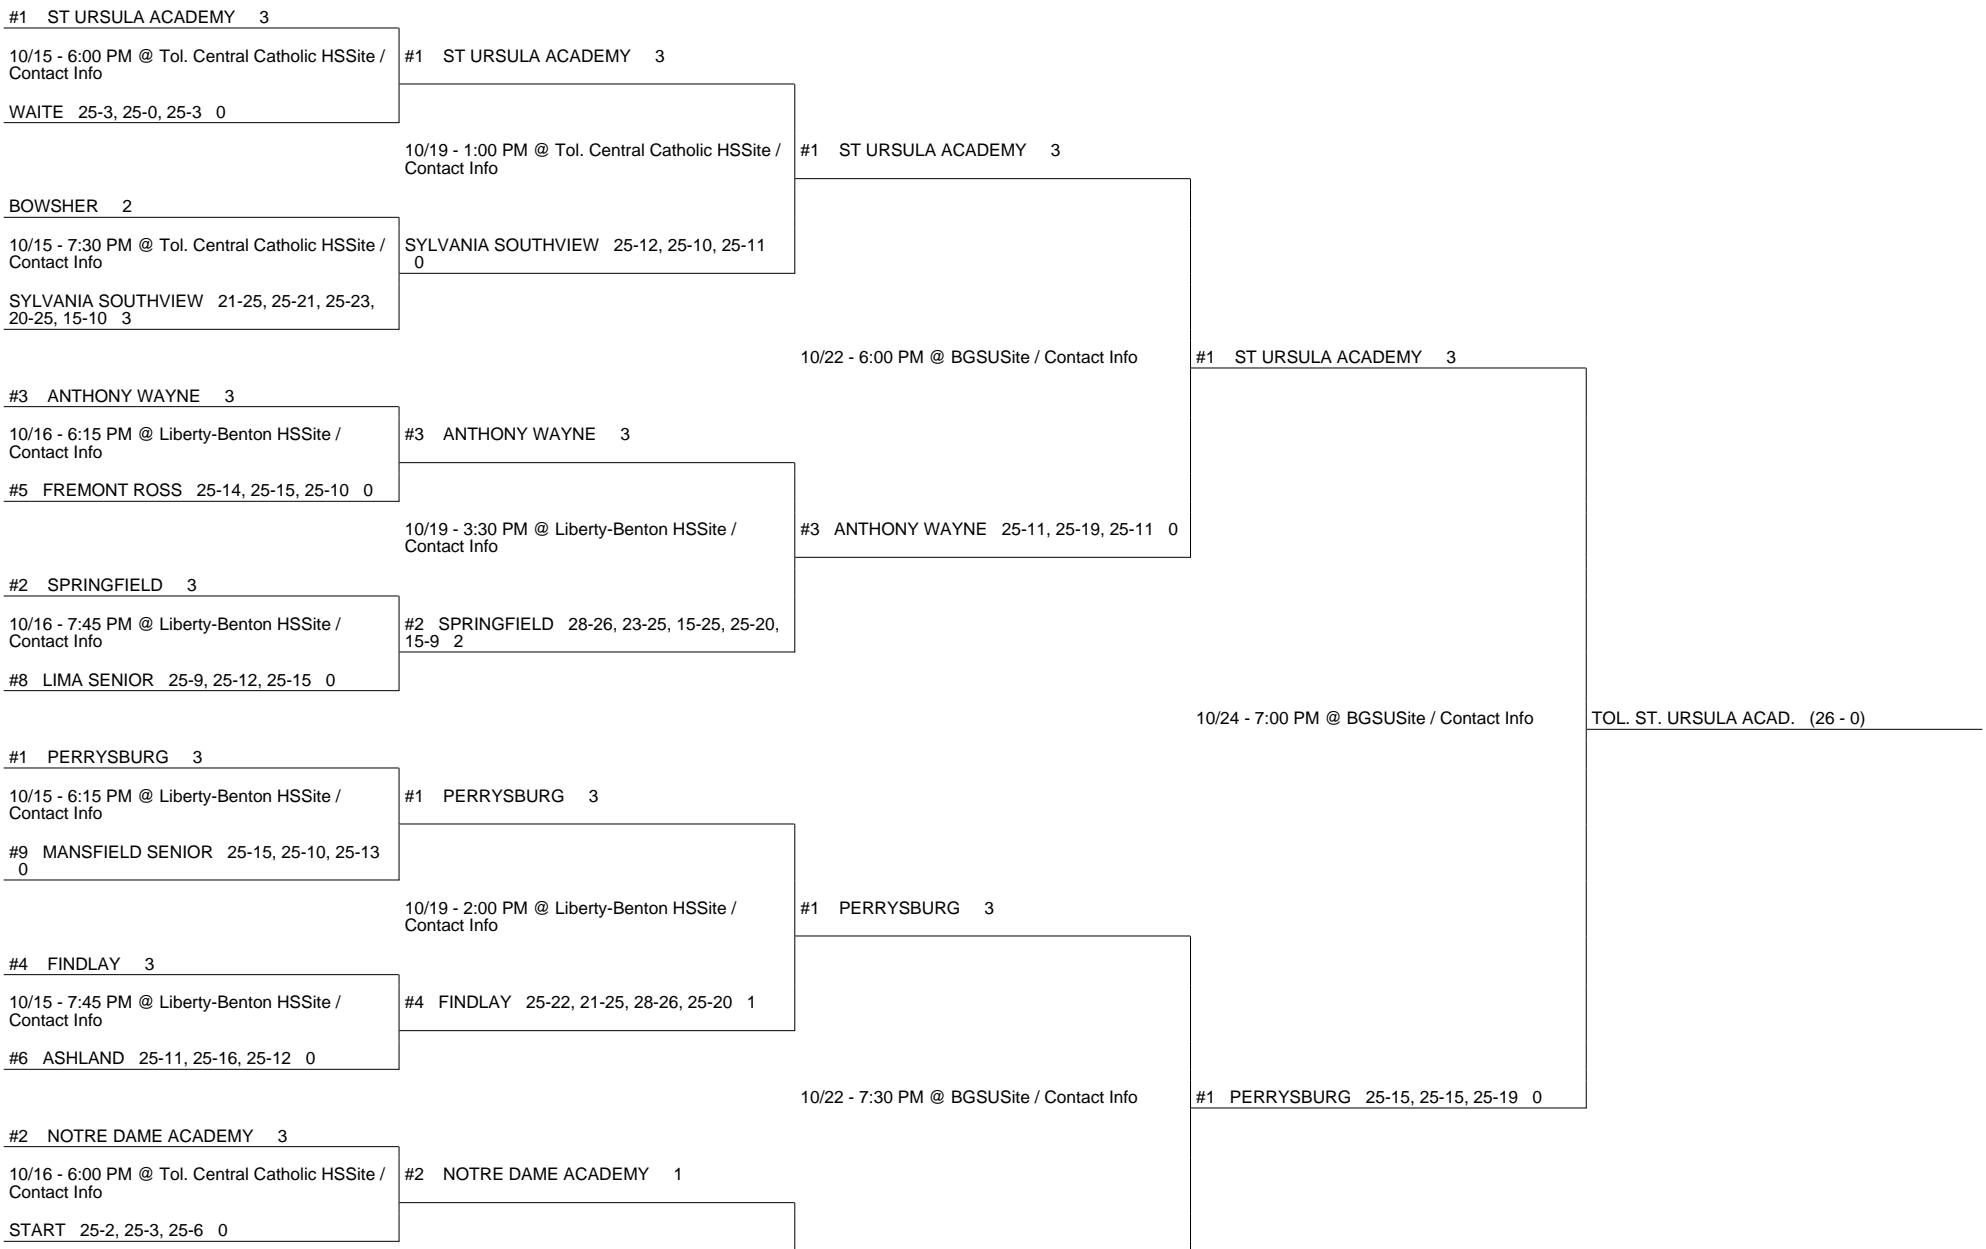 #1 ST URSULA ACADEMY 3
10/15 - 6:00 PM @ Tol. Central Catholic HSSite /
Contact Info
WAITE 25-3, 25-0, 25-3 0
BOWSHER 2
10/15 - 7:30 PM @ Tol. Central Catholic HSSite /
Contact Info
SYLVANIA SOUTHVIEW 21-25, 25-21, 25-23,
20-25, 15-10 3
#3 ANTHONY WAYNE 3
10/16 - 6:15 PM @ Liberty-Benton HSSite /
Contact Info
#5 FREMONT ROSS 25-14, 25-15, 25-10 0
#2 SPRINGFIELD 3
10/16 - 7:45 PM @ Liberty-Benton HSSite /
Contact Info
#8 LIMA SENIOR 25-9, 25-12, 25-15 0
#1 PERRYSBURG 3
10/15 - 6:15 PM @ Liberty-Benton HSSite /
Contact Info
#9 MANSFIELD SENIOR 25-15, 25-10, 25-13
0
#4 FINDLAY 3
10/15 - 7:45 PM @ Liberty-Benton HSSite /
Contact Info
#6 ASHLAND 25-11, 25-16, 25-12 0
#2 NOTRE DAME ACADEMY 3
10/16 - 6:00 PM @ Tol. Central Catholic HSSite /
Contact Info
START 25-2, 25-3, 25-6 0
#1 ST URSULA ACADEMY 3
10/19 - 1:00 PM @ Tol. Central Catholic HSSite /
Contact Info
SYLVANIA SOUTHVIEW 25-12, 25-10, 25-11
0
#3 ANTHONY WAYNE 3
10/19 - 3:30 PM @ Liberty-Benton HSSite /
Contact Info
#2 SPRINGFIELD 28-26, 23-25, 15-25, 25-20,
15-9 2
#1 PERRYSBURG 3
10/19 - 2:00 PM @ Liberty-Benton HSSite /
Contact Info
#4 FINDLAY 25-22, 21-25, 28-26, 25-20 1
#2 NOTRE DAME ACADEMY 1
#1 ST URSULA ACADEMY 3
10/22 - 6:00 PM @ BGSUSite / Contact Info
#3 ANTHONY WAYNE 25-11, 25-19, 25-11 0
#1 PERRYSBURG 3
10/22 - 7:30 PM @ BGSUSite / Contact Info
#1 ST URSULA ACADEMY 3
10/24 - 7:00 PM @ BGSUSite / Contact Info
#1 PERRYSBURG 25-15, 25-15, 25-19 0
TOL. ST. URSULA ACAD. (26 - 0)